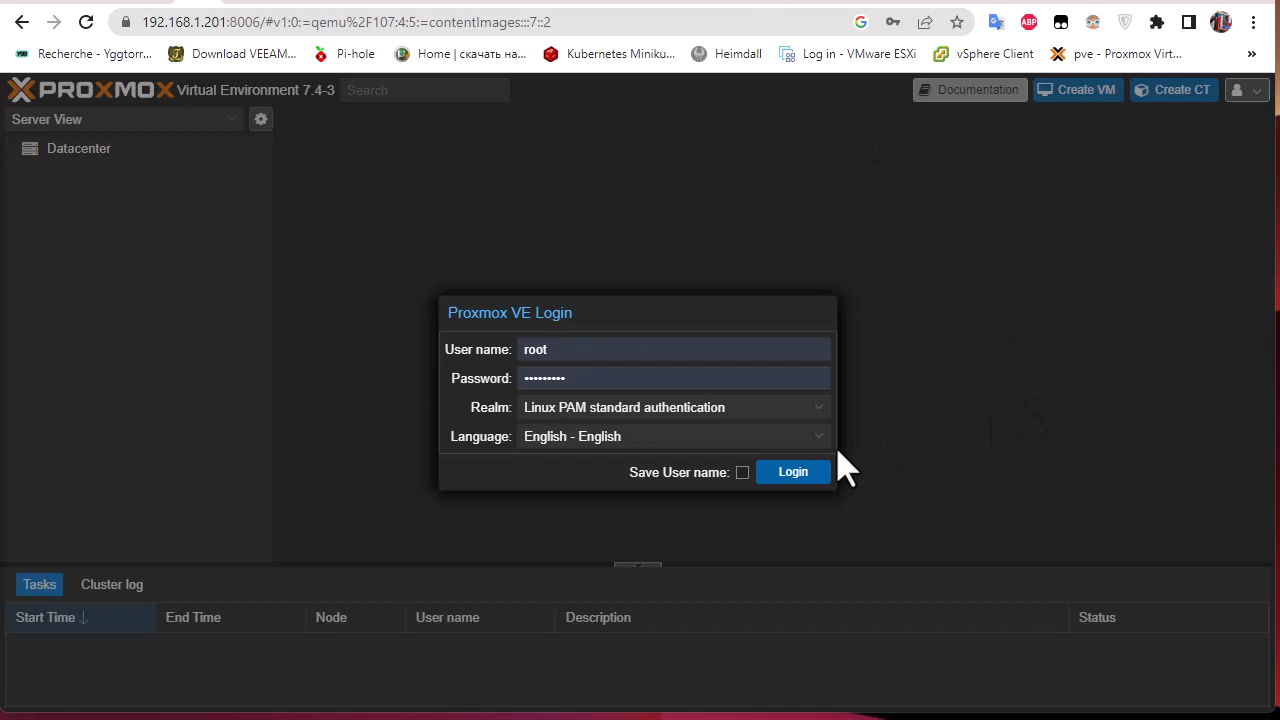 192.168.1.201:8006/#v1:0:=qemu%2F107:4:5:=contentImages:::7::2
Recherche - Yggtorr... Download VEEAM... Pi-hole Home | скачать на... Kubernetes Miniku... Heimdall Log in - VMware ESXi vSphere Client pve - Proxmox Virt... »
PROXMOX Virtual Environment 7.4-3 Search Documentation Create VM Create CT
Server View
Datacenter
Proxmox VE Login
User name: root
Password: •••••••••
Realm: Linux PAM standard authentication
Language: English - English
Save User name: Login
Tasks Cluster log
Start Time End Time Node User name Description Status